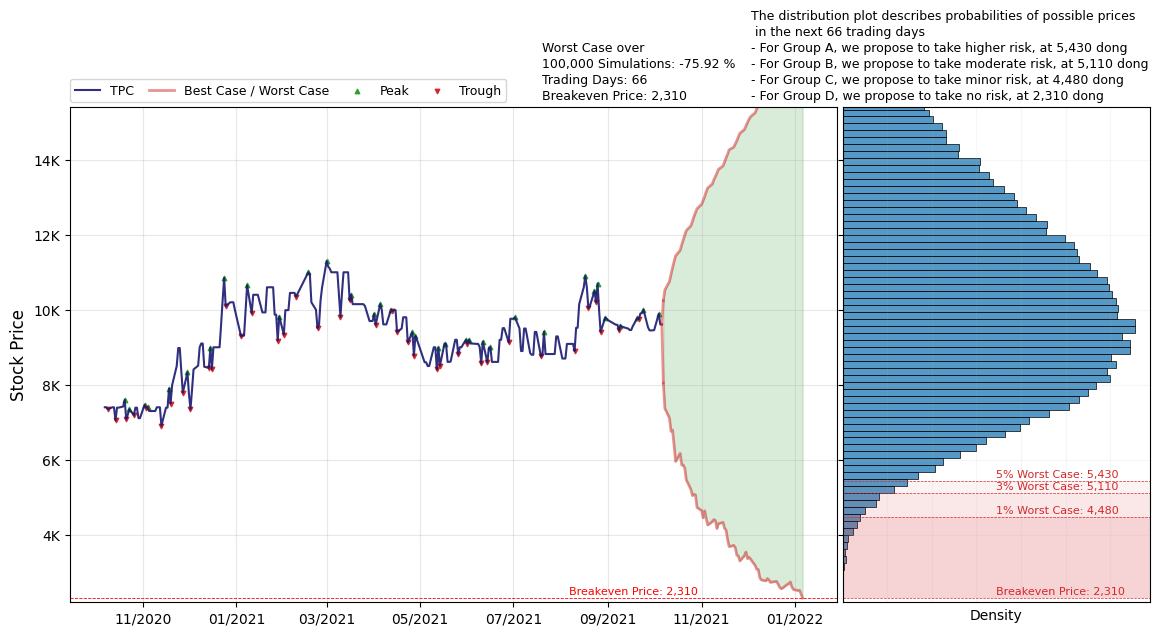 The distribution plot describes probabilities of possible prices
in the next 66 trading days
- For Group A, we propose to take higher risk, at 5,430 dong
- For Group B, we propose to take moderate risk, at 5,110 dong
- For Group C, we propose to take minor risk, at 4,480 dong
- For Group D, we propose to take no risk, at 2,310 dong
Worst Case over
100,000 Simulations: -75.92 %
Trading Days: 66
Breakeven Price: 2,310
TPC
Best Case / Worst Case
Peak
Trough
Stock Price
14K
12K
10K
8K
6K
4K
Breakeven Price: 2,310
11/2020
01/2021
03/2021
05/2021
07/2021
09/2021
11/2021
01/2022
5% Worst Case: 5,430
3% Worst Case: 5,110
1% Worst Case: 4,480
Breakeven Price: 2,310
Density